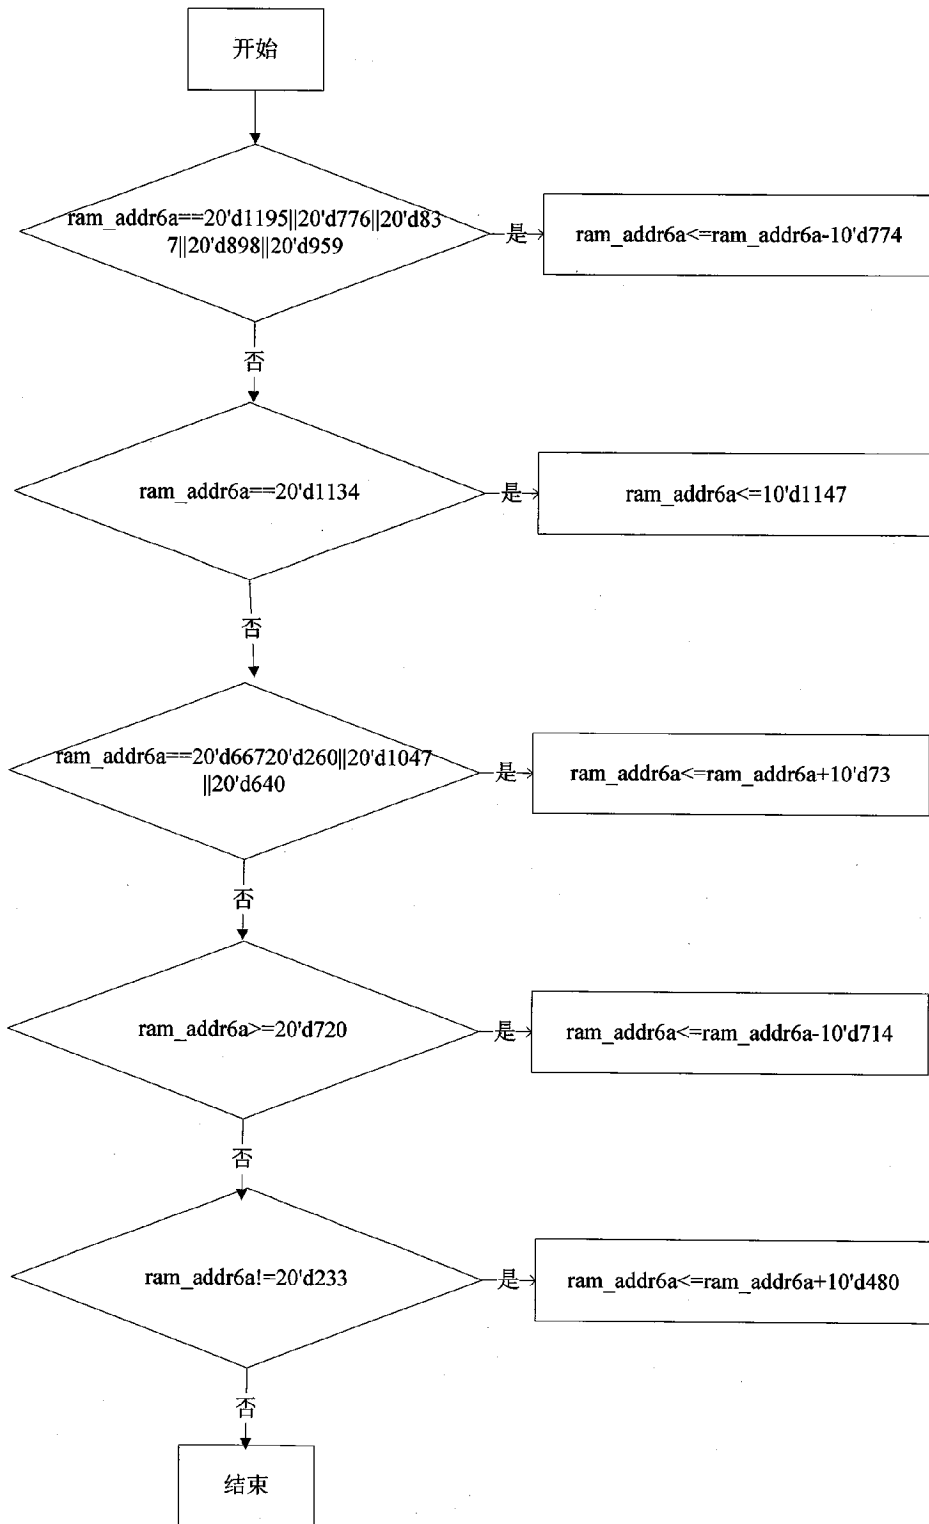 开始
ram_addr6a==20'd1195||20'd776||20'd83
7||20'd898||20'd959
是
ram_addr6a<=ram_addr6a-10'd774
否
ram_addr6a==20'd1134
是
ram_addr6a<=10'd1147
否
ram_addr6a==20'd66720'd260||20'd1047
||20'd640
是
ram_addr6a<=ram_addr6a+10'd73
否
ram_addr6a>=20'd720
是
ram_addr6a<=ram_addr6a-10'd714
否
ram_addr6a!=20'd233
是
ram_addr6a<=ram_addr6a+10'd480
否
结束